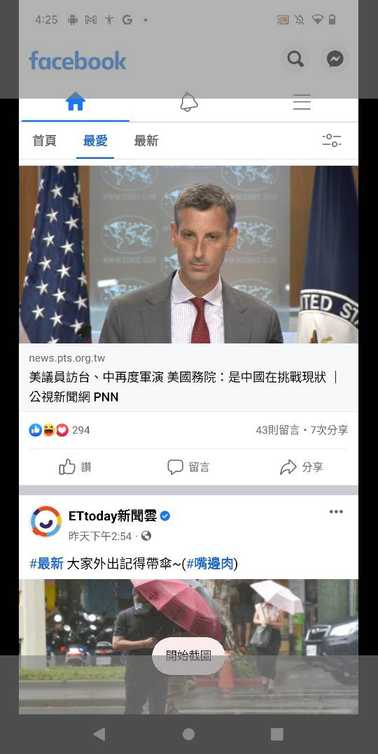 5:25
facebook
首頁
最愛
最新
TED STA
news.pts.org.tw
美議員訪台、中再度軍演 美國務院：是中國在挑戰現狀 ｜
公視新聞網 PNN
294
43則留言・7次分享
讚
留言
分享
ETtoday新聞雲
昨天下午2:54
#最新 大家外出記得帶傘~(#嘴邊肉)
開始截圖